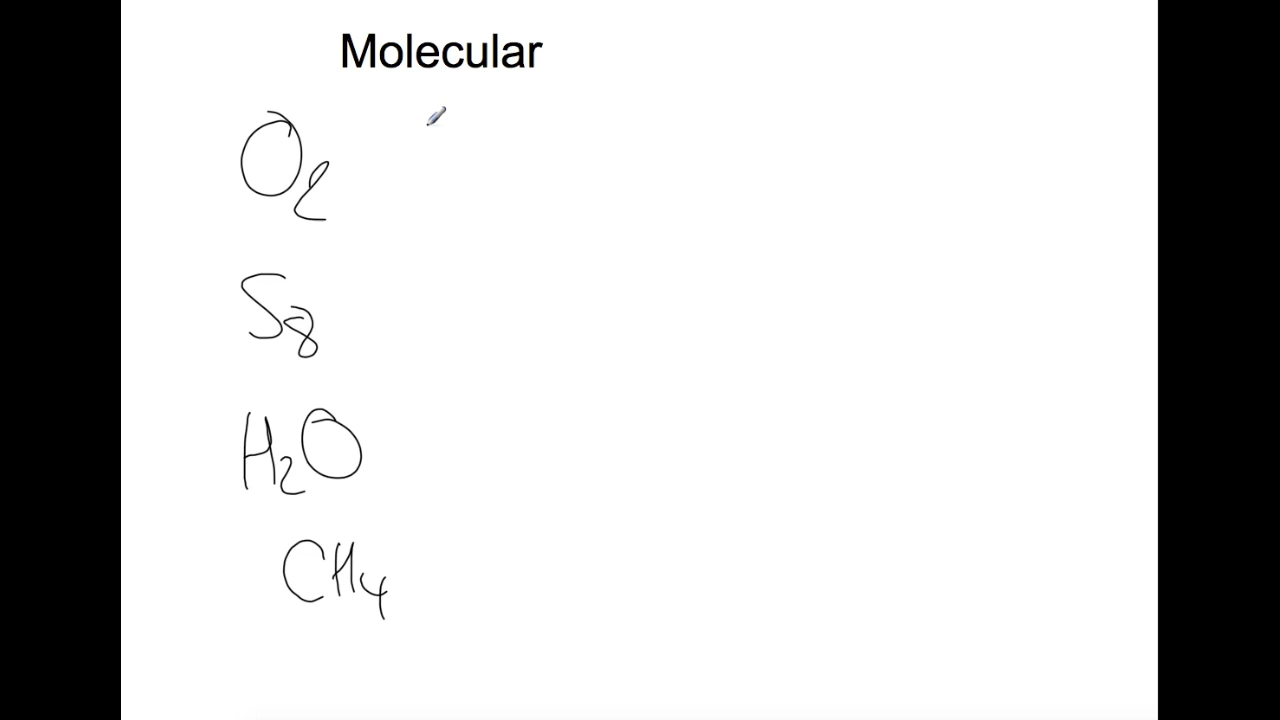 Molecular
O₂
S₈
H₂O
CH₄